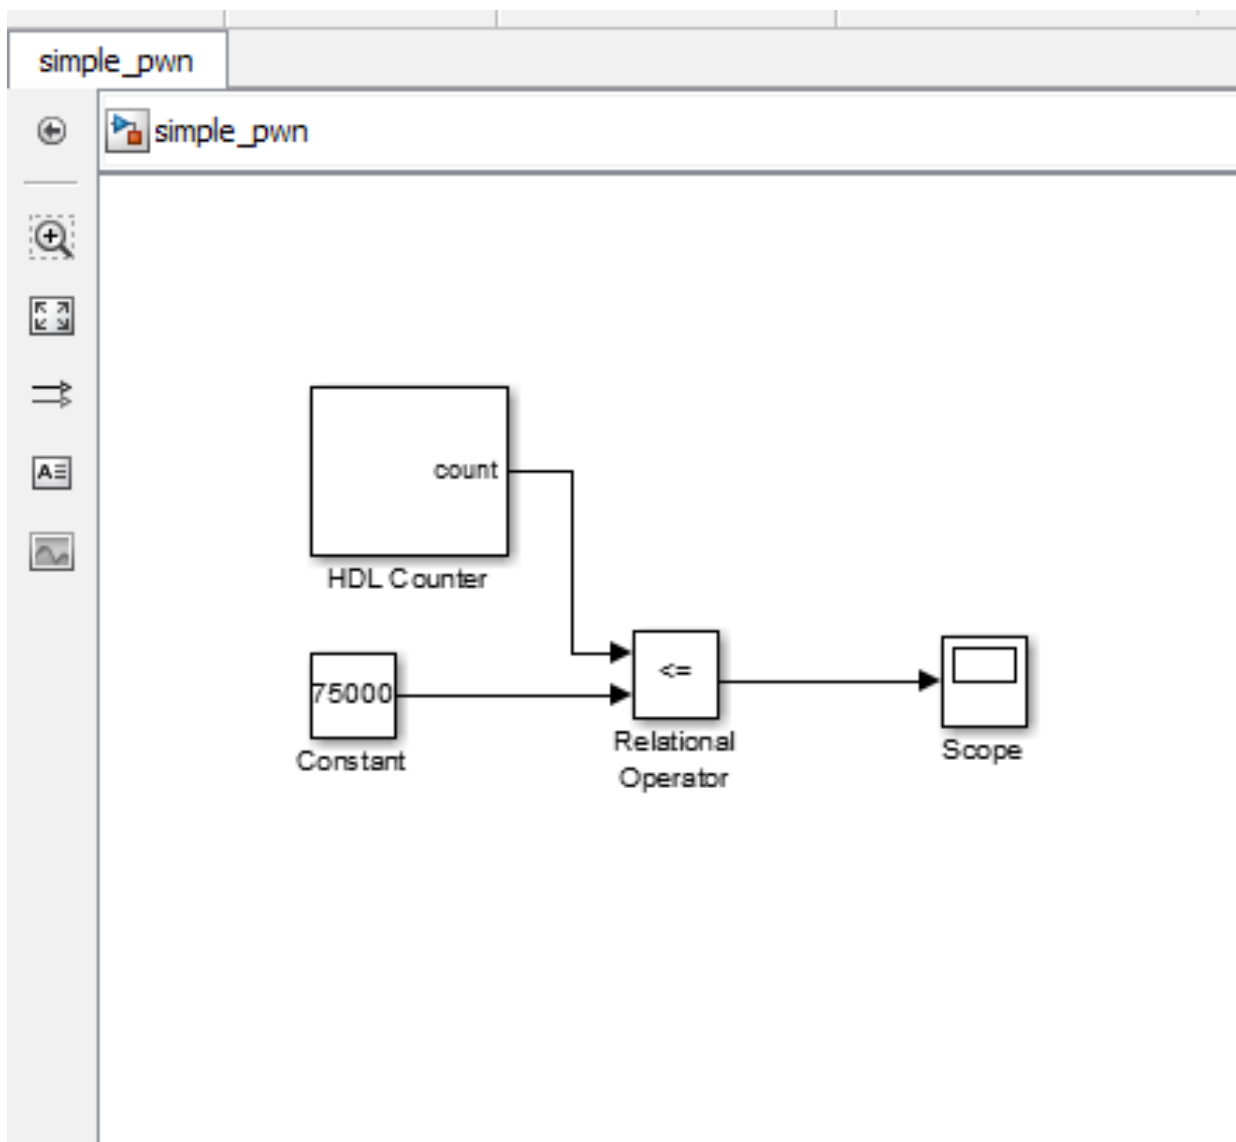 simple_pwn
simple_pwn
A
count
HDL Counter
75000
Constant
<=
Relational
Operator
Scope